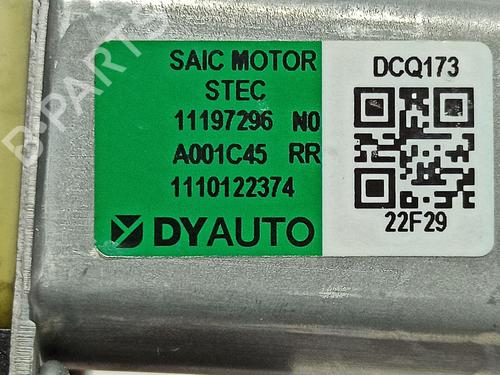 B-PARTS
SAIC MOTOR
STEC
11197296 N0
A001C45 RR
1110122374
DYAUTO
DCQ173
22F29